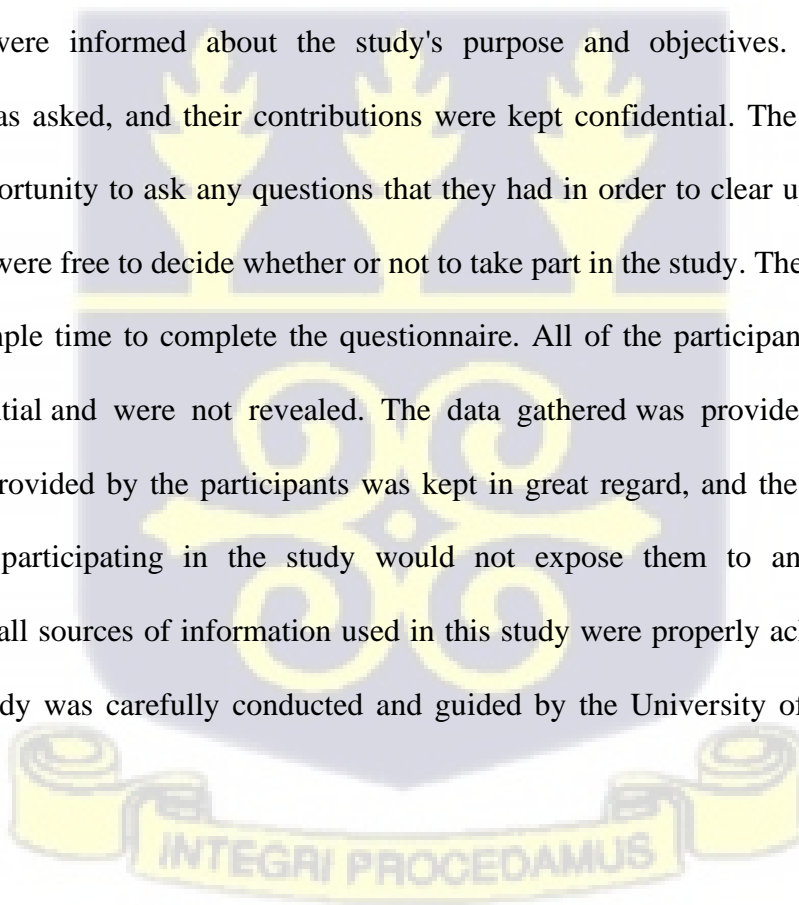 were informed about the study's purpose and objectives.
as asked, and their contributions were kept confidential. The
ortunity to ask any questions that they had in order to clear u
were free to decide whether or not to take part in the study. The
mple time to complete the questionnaire. All of the participan
ntial and were not revealed. The data gathered was provide
rovided by the participants was kept in great regard, and the
participating in the study would not expose them to an
all sources of information used in this study were properly ac
dy was carefully conducted and guided by the University of
INTEGRI PROCEDAMUS